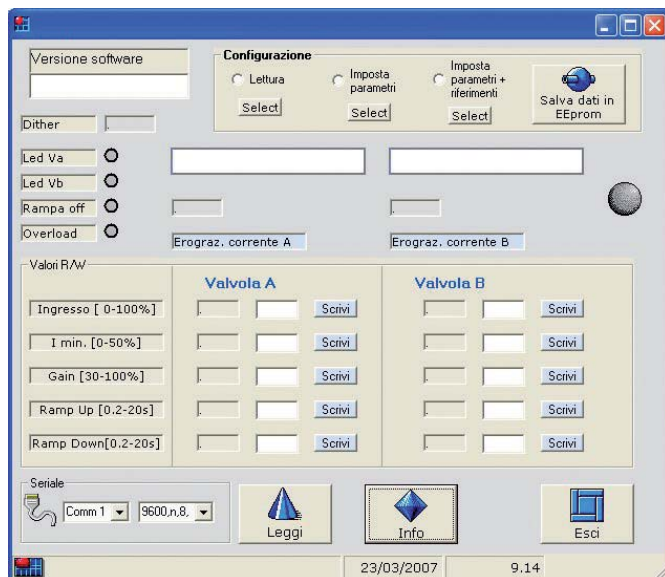 Versione software
Configurazione
Lettura
Select
Imposta
parametri
Select
Imposta
parametri +
riferimenti
Select
Salva dati in
EEprom
Dither
Led Va
Led Vb
Rampa off
Overload
Erograz. corrente A
Erograz. corrente B
Valori R/W
Valvola A
Valvola B
Ingresso [ 0-100%]
Scrivi
Scrivi
I min. [0-50%]
Scrivi
Scrivi
Gain [30-100%]
Scrivi
Scrivi
Ramp Up [0.2-20s]
Scrivi
Scrivi
Ramp Down[0.2-20s]
Scrivi
Scrivi
Seriale
Comm 1
9600,n,8,
Leggi
Info
Esci
23/03/2007
9.14